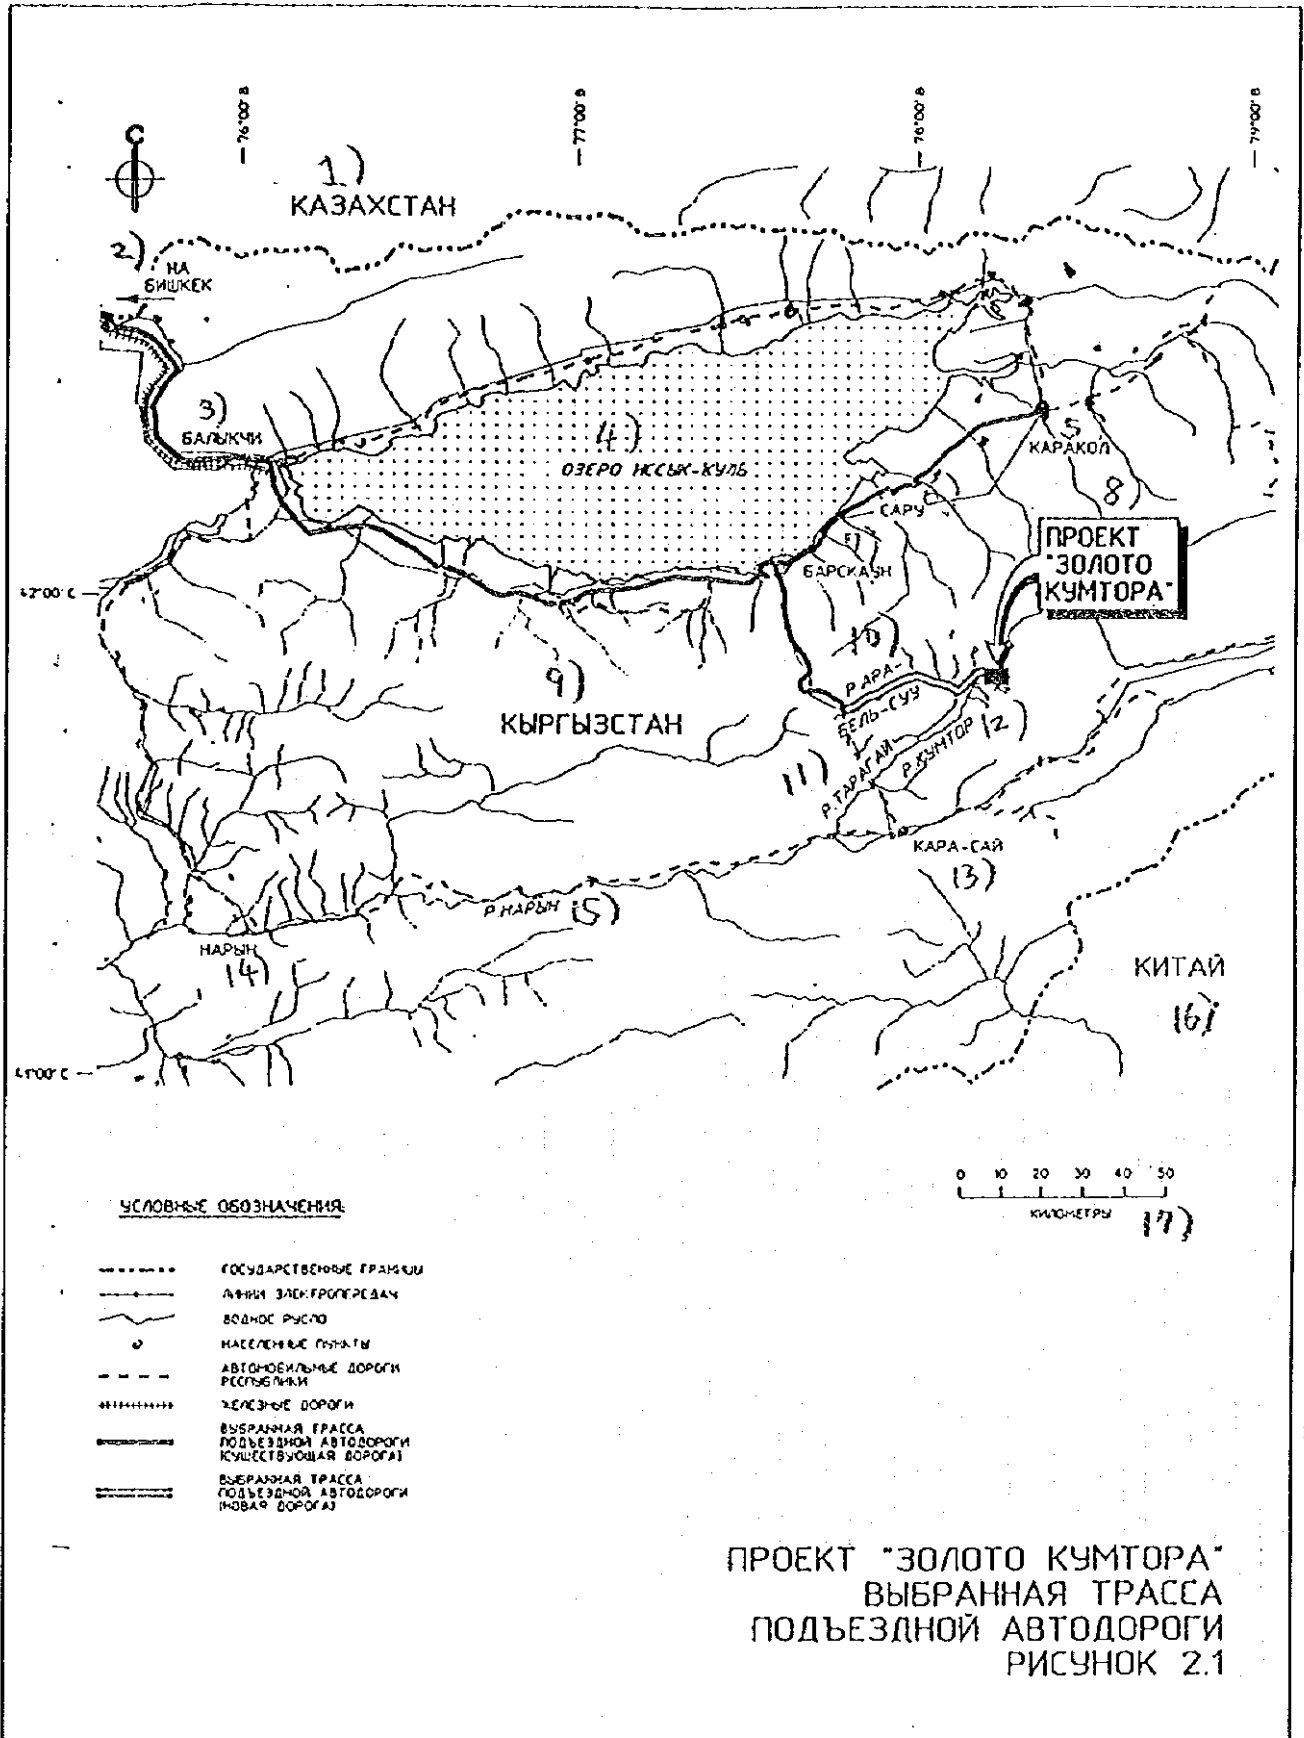 76°00' В
77°00' В
78°00' В
79°00' В
С
1)
КАЗАХСТАН
2)
НА
БИШКЕК
3)
БАЛЫКЧИ
4)
ОЗЕРО ИССЫК-КУЛЬ
5
КАРАКОЛ
САРУ
БАРСКАУН
8)
ПРОЕКТ
"ЗОЛОТО
КУМТОРА"
42°00' С
9)
КЫРГЫЗСТАН
10)
Р.АРА-
БЕЛЬ-СУУ
11)
Р.ТАРАГАЙ
Р.КУМТОР
12)
КАРА-САЙ
13)
Р.НАРЫН
15)
НАРЫН
14)
КИТАЙ
16)
41°00' С
0 10 20 30 40 50
КИЛОМЕТРЫ
17)
УСЛОВНЫЕ ОБОЗНАЧЕНИЯ:
ГОСУДАРСТВЕННЫЕ ГРАНИЦЫ
ЛИНИИ ЭЛЕКТРОПЕРЕДАЧ
ВОДНОЕ РУСЛО
НАСЕЛЕННЫЕ ПУНКТЫ
АВТОМОБИЛЬНЫЕ ДОРОГИ
РЕСПУБЛИКИ
ЖЕЛЕЗНЫЕ ДОРОГИ
ВЫБРАННАЯ ТРАССА
ПОДЪЕЗДНОЙ АВТОДОРОГИ
(СУЩЕСТВУЮЩАЯ ДОРОГА)
ВЫБРАННАЯ ТРАССА
ПОДЪЕЗДНОЙ АВТОДОРОГИ
(НОВАЯ ДОРОГА)
ПРОЕКТ "ЗОЛОТО КУМТОРА"
ВЫБРАННАЯ ТРАССА
ПОДЪЕЗДНОЙ АВТОДОРОГИ
РИСУНОК 2.1